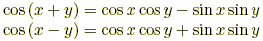 cos (x + y) = cos x cos y − sin x sin y
cos (x − y) = cos x cos y + sin x sin y